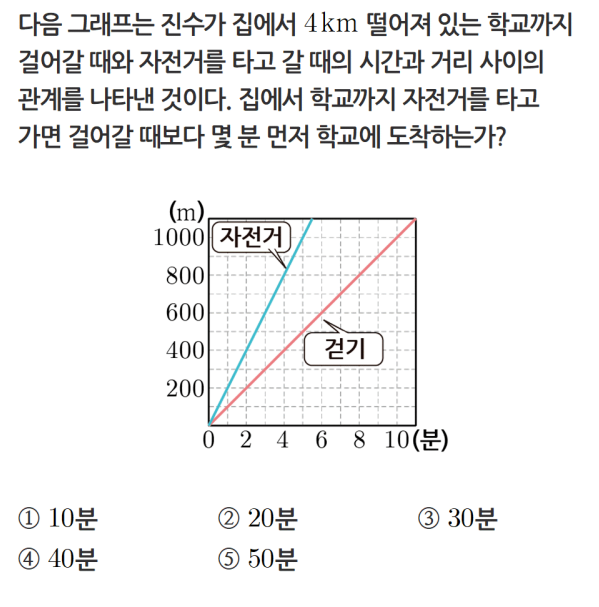 다음 그래프는 진수가 집에서 4km 떨어져 있는 학교까지
걸어갈 때와 자전거를 타고 갈 때의 시간과 거리 사이의
관계를 나타낸 것이다. 집에서 학교까지 자전거를 타고
가면 걸어갈 때보다 몇 분 먼저 학교에 도착하는가?
(m)
1000
자전거
800
600
400
걷기
200
0 2 4 6 8 10(분)
① 10분 ② 20분 ③ 30분
④ 40분 ⑤ 50분